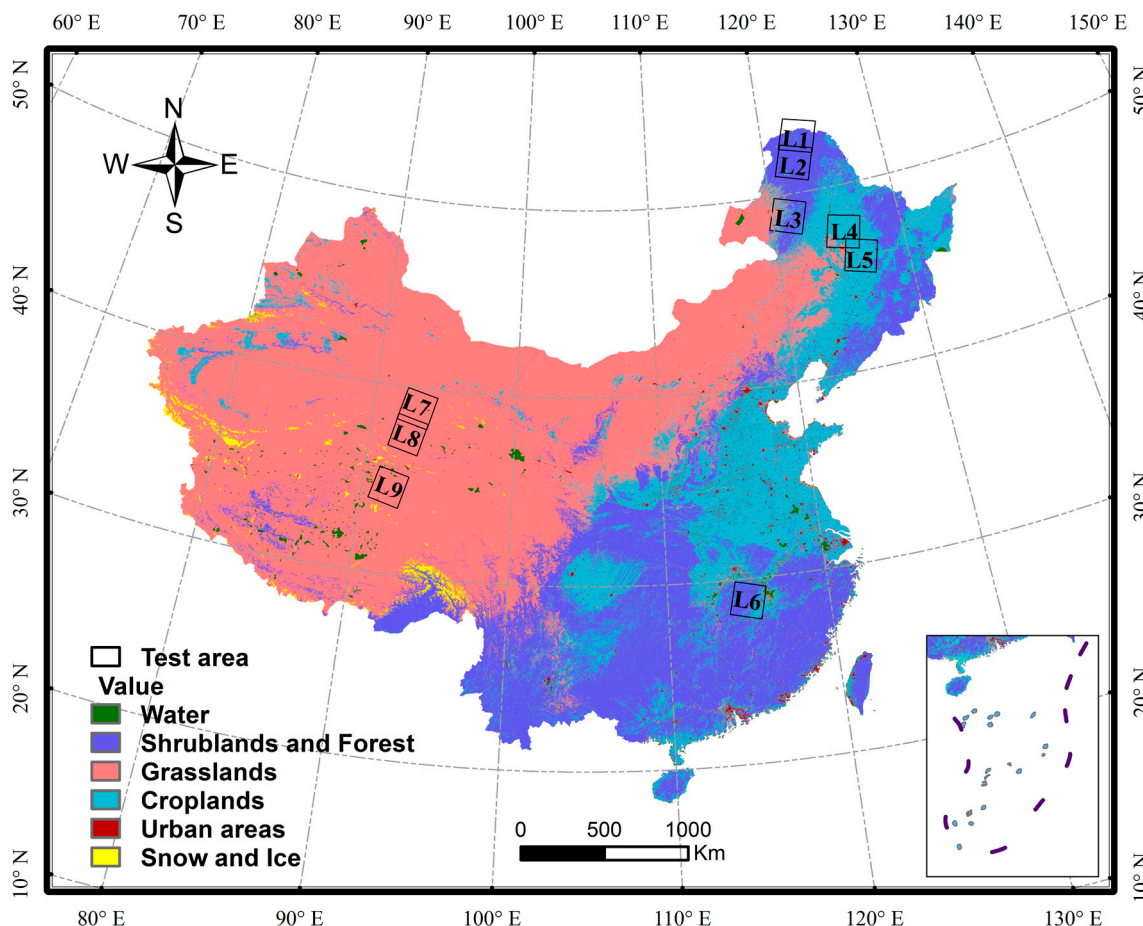 60° E 70° E 80° E 90° E 100° E 110° E 120° E 130° E 140° E 150° E
50° N
50° N
N
W E
S
L1
L2
L3
L4
L5
40° N
40° N
L7
L8
L9
30° N
30° N
L6
Test area
Value
Water
Shrublands and Forest
Grasslands
Croplands
Urban areas
Snow and Ice
20° N
20° N
0 500 1000
Km
10° N
10° N
80° E 90° E 100° E 110° E 120° E 130° E